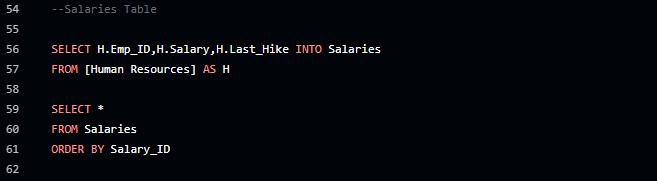 54 --Salaries Table
55
56 SELECT H.Emp_ID,H.Salary,H.Last_Hike INTO Salaries
57 FROM [Human Resources] AS H
58
59 SELECT *
60 FROM Salaries
61 ORDER BY Salary_ID
62